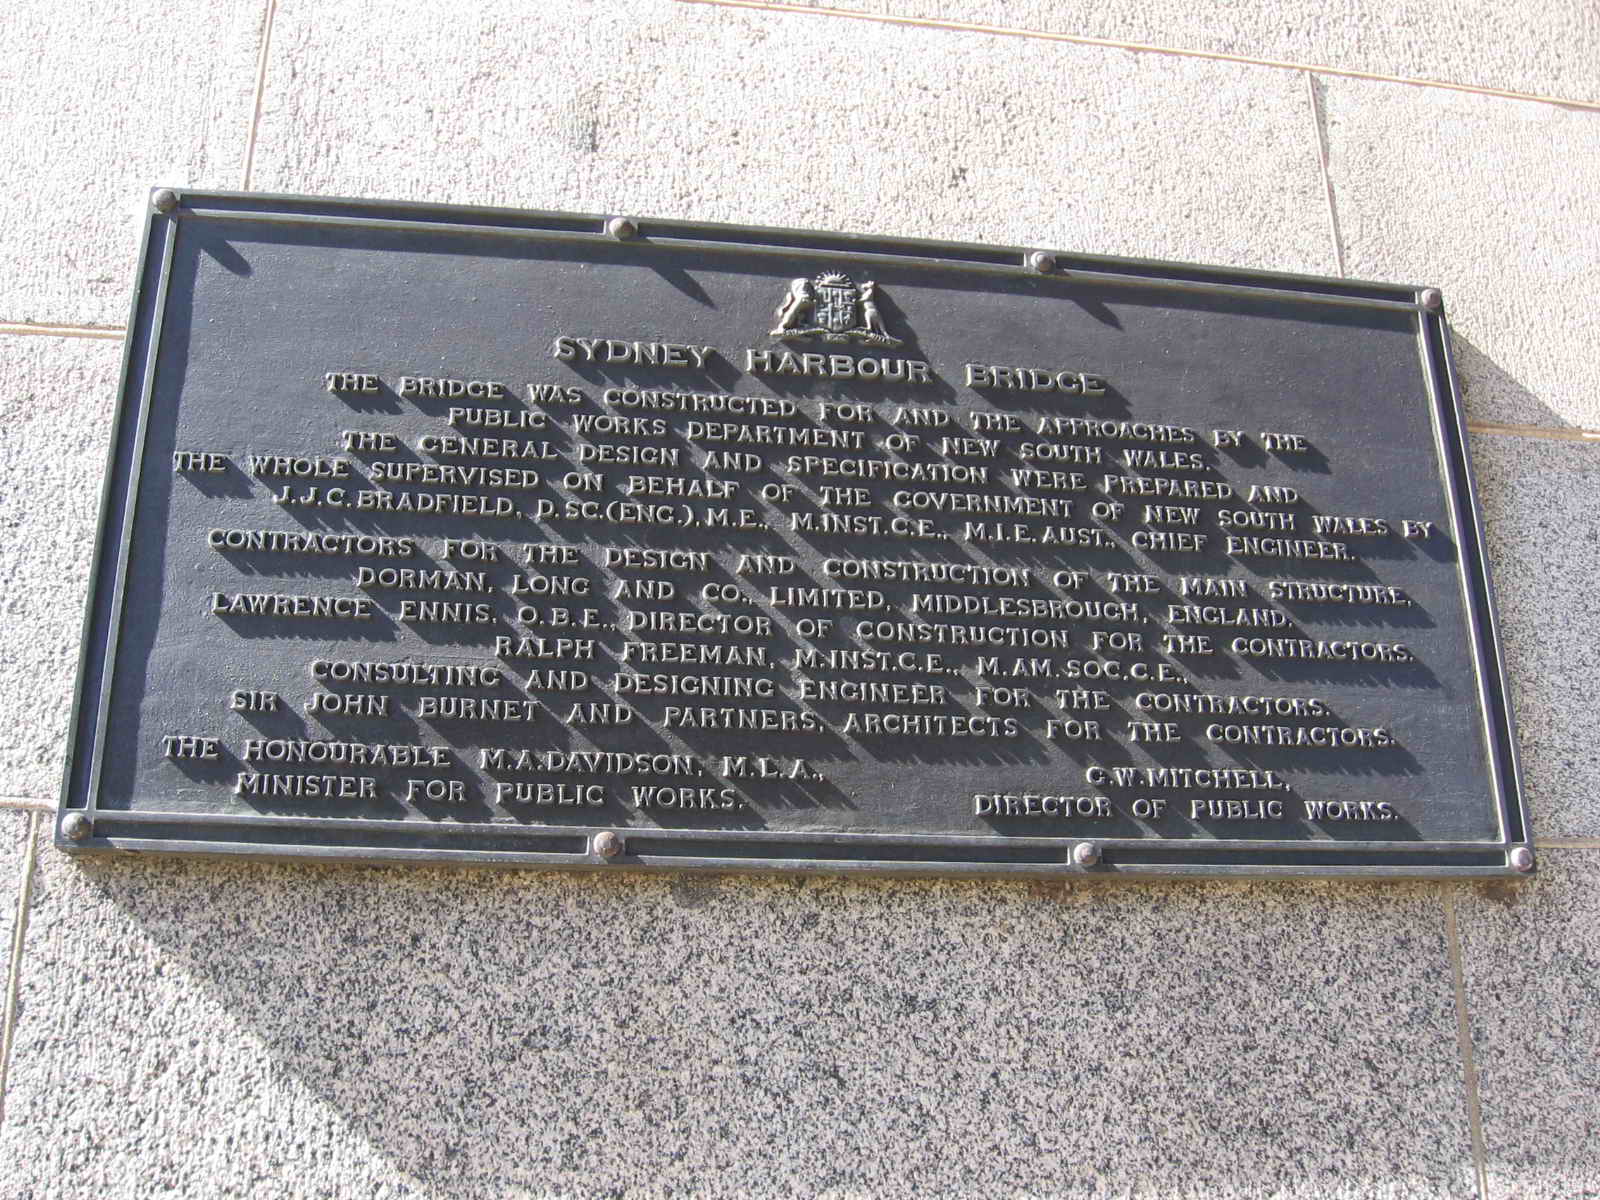 SYDNEY HARBOUR BRIDGE
THE BRIDGE WAS CONSTRUCTED FOR AND THE APPROACHES BY THE
PUBLIC WORKS DEPARTMENT OF NEW SOUTH WALES.
THE GENERAL DESIGN AND SPECIFICATION WERE PREPARED AND
THE WHOLE SUPERVISED ON BEHALF OF THE GOVERNMENT OF NEW SOUTH WALES BY
J.J.C. BRADFIELD, D.SC.(ENG.), M.E., M.INST.C.E., M.I.E. AUST., CHIEF ENGINEER.
CONTRACTORS FOR THE DESIGN AND CONSTRUCTION OF THE MAIN STRUCTURE,
DORMAN, LONG AND CO., LIMITED, MIDDLESBROUGH, ENGLAND.
LAWRENCE ENNIS, O.B.E., DIRECTOR OF CONSTRUCTION FOR THE CONTRACTORS.
RALPH FREEMAN, M.INST.C.E., M.AM.SOC.C.E.,
CONSULTING AND DESIGNING ENGINEER FOR THE CONTRACTORS.
SIR JOHN BURNET AND PARTNERS, ARCHITECTS FOR THE CONTRACTORS.
THE HONOURABLE M.A.DAVIDSON, M.L.A.,
MINISTER FOR PUBLIC WORKS.
G.W.MITCHELL,
DIRECTOR OF PUBLIC WORKS.